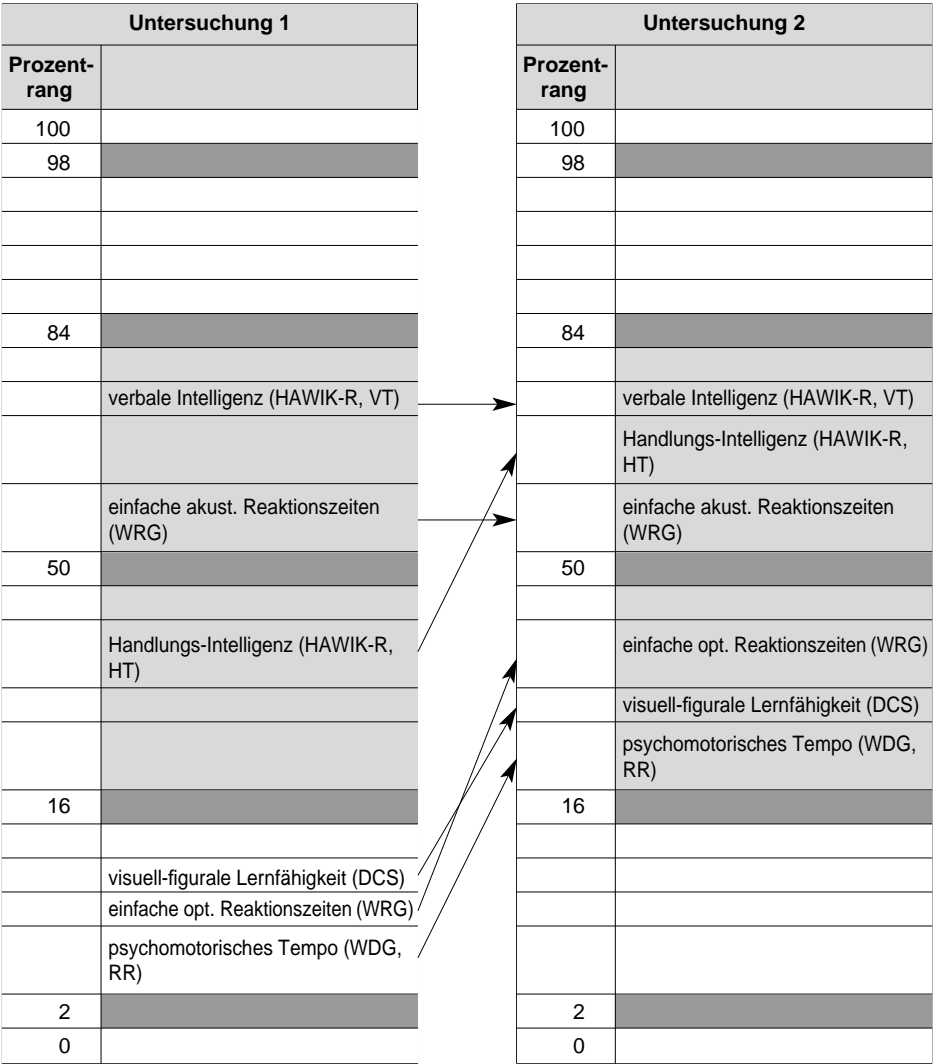 Untersuchung 1
Prozent-
rang
100
98
84
verbale Intelligenz (HAWIK-R, VT)
einfache akust. Reaktionszeiten
(WRG)
50
Handlungs-Intelligenz (HAWIK-R,
HT)
16
visuell-figurale Lernfähigkeit (DCS)
einfache opt. Reaktionszeiten (WRG)
psychomotorisches Tempo (WDG,
RR)
2
0
Untersuchung 2
Prozent-
rang
100
98
84
verbale Intelligenz (HAWIK-R, VT)
Handlungs-Intelligenz (HAWIK-R,
HT)
einfache akust. Reaktionszeiten
(WRG)
50
einfache opt. Reaktionszeiten (WRG)
visuell-figurale Lernfähigkeit (DCS)
psychomotorisches Tempo (WDG,
RR)
16
2
0